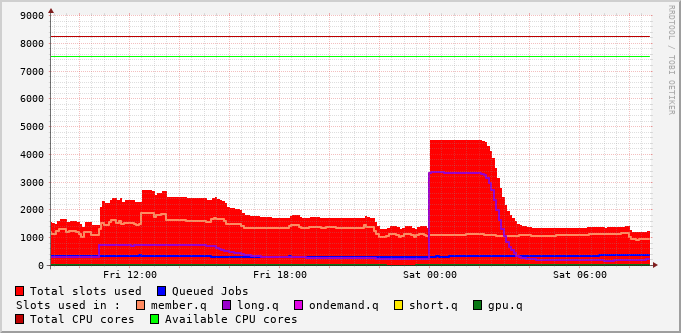 9000
8000
7000
6000
5000
4000
3000
2000
1000
0
Fri 12:00 Fri 18:00 Sat 00:00 Sat 06:00
RRDTOOL / TOBI OETIKER
Total slots used Queued Jobs
Slots used in : member.q long.q ondemand.q short.q gpu.q
Total CPU cores Available CPU cores